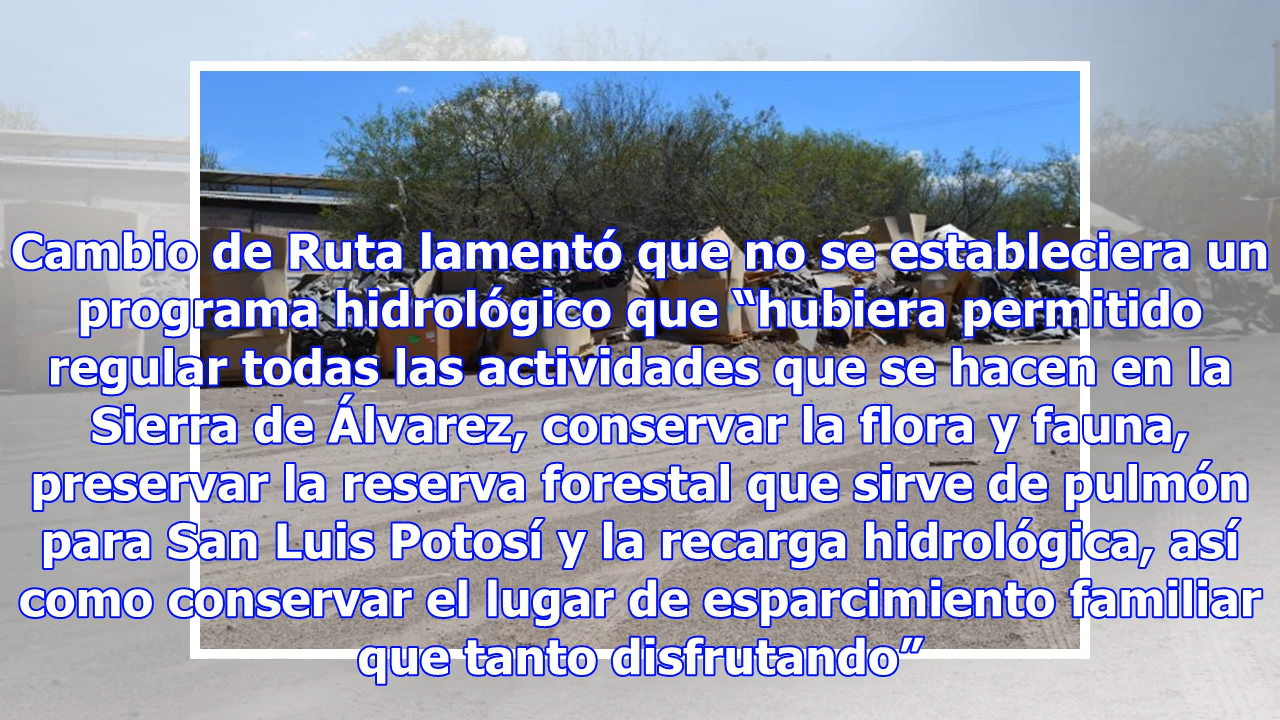 Cambio de Ruta lamentó que no se estableciera un
programa hidrológico que “hubiera permitido
regular todas las actividades que se hacen en la
Sierra de Álvarez, conservar la flora y fauna,
preservar la reserva forestal que sirve de pulmón
para San Luis Potosí y la recarga hidrológica, así
como conservar el lugar de esparcimiento familiar
que tanto disfrutando”